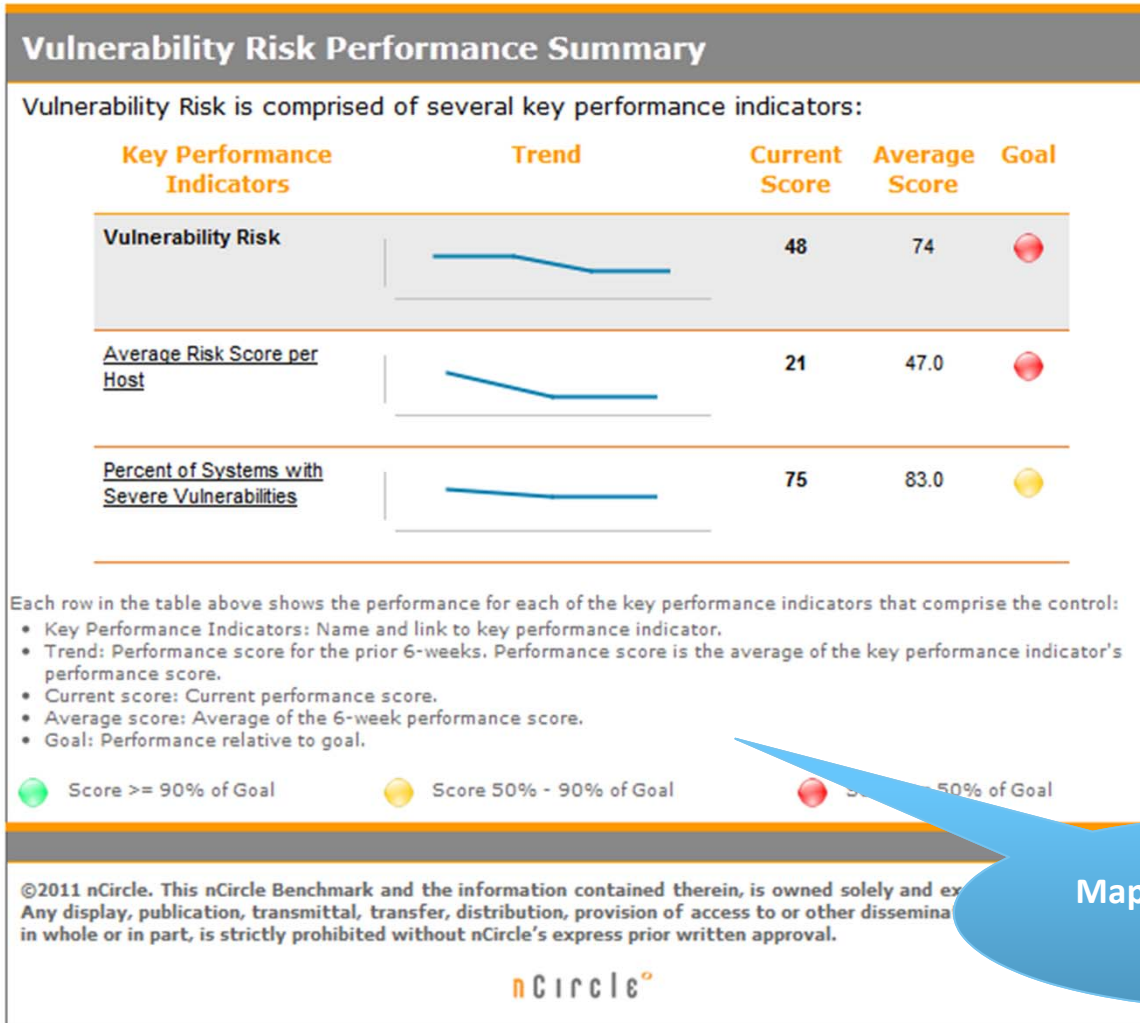 Vulnerability Risk Performance Summary
Vulnerability Risk is comprised of several key performance indicators:
Key Performance Indicators Trend Current Score Average Score Goal
Vulnerability Risk 48 74
Average Risk Score per Host 21 47.0
Percent of Systems with Severe Vulnerabilities 75 83.0
Each row in the table above shows the performance for each of the key performance indicators that comprise the control:
• Key Performance Indicators: Name and link to key performance indicator.
• Trend: Performance score for the prior 6-weeks. Performance score is the average of the key performance indicator's
performance score.
• Current score: Current performance score.
• Average score: Average of the 6-week performance score.
• Goal: Performance relative to goal.
Score >= 90% of Goal Score 50% - 90% of Goal 50% of Goal
©2011 nCircle. This nCircle Benchmark and the information contained therein, is owned solely and
Any display, publication, transmittal, transfer, distribution, provision of access to or other
in whole or in part, is strictly prohibited without nCircle's express prior written approval.
Map
nCircle